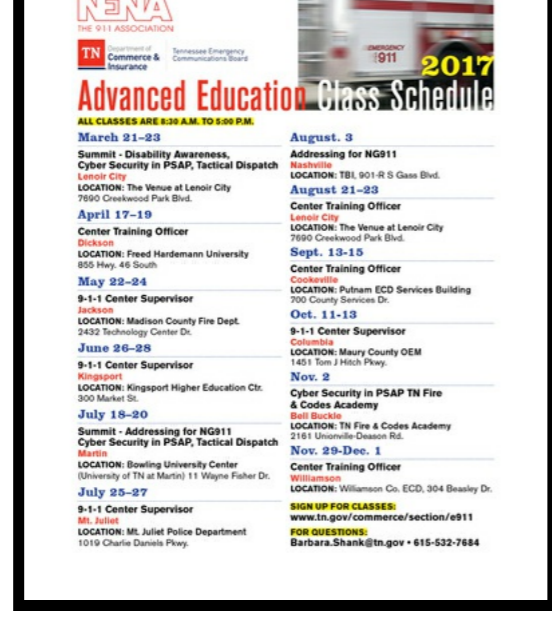 NENA
THE 911 ASSOCIATION
TN
Department of
Commerce &
Insurance
Tennessee Emergency
Communications Board
EMERGENCY
911
2017
Advanced Education Class Schedule
ALL CLASSES ARE 8:30 A.M. TO 5:00 P.M.
March 21–23
Summit - Disability Awareness,
Cyber Security in PSAP, Tactical Dispatch
Lenoir City
LOCATION: The Venue at Lenoir City
7690 Creekwood Park Blvd.
April 17–19
Center Training Officer
Dickson
LOCATION: Freed Hardemann University
855 Hwy. 46 South
May 22–24
9-1-1 Center Supervisor
Jackson
LOCATION: Madison County Fire Dept.
2432 Technology Center Dr.
June 26–28
9-1-1 Center Supervisor
Kingsport
LOCATION: Kingsport Higher Education Ctr.
300 Market St.
July 18–20
Summit - Addressing for NG911
Cyber Security in PSAP, Tactical Dispatch
Martin
LOCATION: Bowling University Center
(University of TN at Martin) 11 Wayne Fisher Dr.
July 25–27
9-1-1 Center Supervisor
Mt. Juliet
LOCATION: Mt. Juliet Police Department
1019 Charlie Daniels Pkwy.
August. 3
Addressing for NG911
Nashville
LOCATION: TBI, 901-R S Gass Blvd.
August 21–23
Center Training Officer
Lenoir City
LOCATION: The Venue at Lenoir City
7690 Creekwood Park Blvd.
Sept. 13-15
Center Training Officer
Cookeville
LOCATION: Putnam ECD Services Building
700 County Services Dr.
Oct. 11-13
9-1-1 Center Supervisor
Columbia
LOCATION: Maury County OEM
1451 Tom J Hitch Pkwy.
Nov. 2
Cyber Security in PSAP TN Fire
& Codes Academy
Bell Buckle
LOCATION: TN Fire & Codes Academy
2161 Unionville-Deason Rd.
Nov. 29-Dec. 1
Center Training Officer
Williamson
LOCATION: Williamson Co. ECD, 304 Beasley Dr.
SIGN UP FOR CLASSES:
www.tn.gov/commerce/section/e911
FOR QUESTIONS:
Barbara.Shank@tn.gov • 615-532-7684